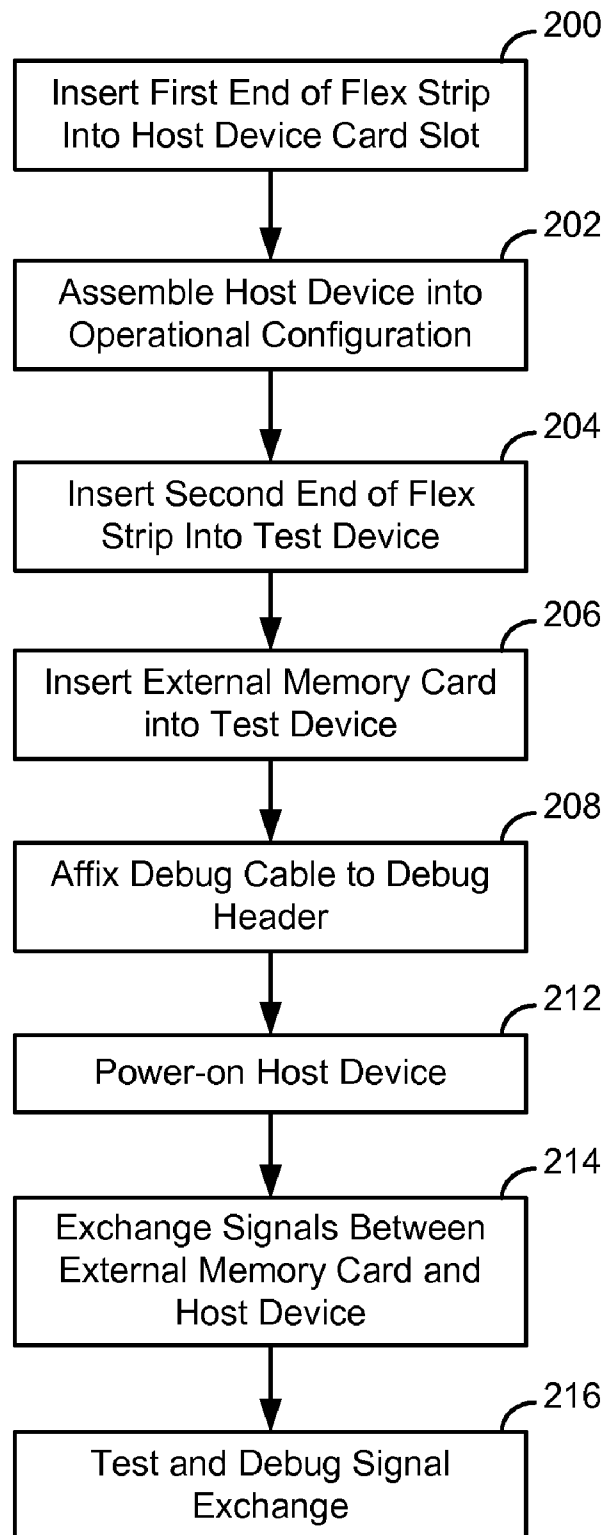 200
Insert First End of Flex Strip
Into Host Device Card Slot
202
Assemble Host Device into
Operational Configuration
204
Insert Second End of Flex
Strip Into Test Device
206
Insert External Memory Card
into Test Device
208
Affix Debug Cable to Debug
Header
212
Power-on Host Device
214
Exchange Signals Between
External Memory Card and
Host Device
216
Test and Debug Signal
Exchange